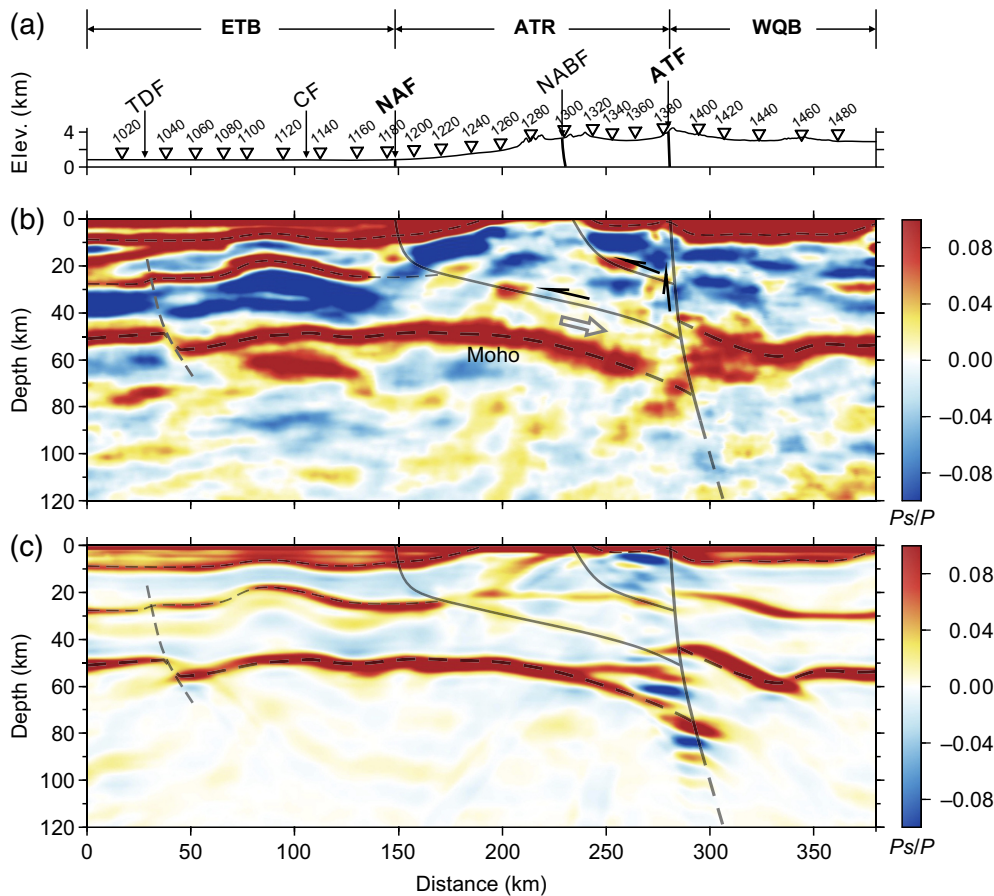 (a)
ETB ATR WQB
TDF CF NAF NABF ATF
1020 1040 1060 1080 1100 1120 1140 1160 1180 1200 1220 1240 1260 1280 1300 1320 1340 1360 1380 1400 1420 1440 1460 1480
Elev. (km)
4
0
(b)
Depth (km)
0
20
40
60
80
100
120
Moho
0.08
0.04
0.00
−0.04
−0.08
Ps/P
(c)
Depth (km)
0
20
40
60
80
100
120
0.08
0.04
0.00
−0.04
−0.08
Ps/P
0 50 100 150 200 250 300 350
Distance (km)